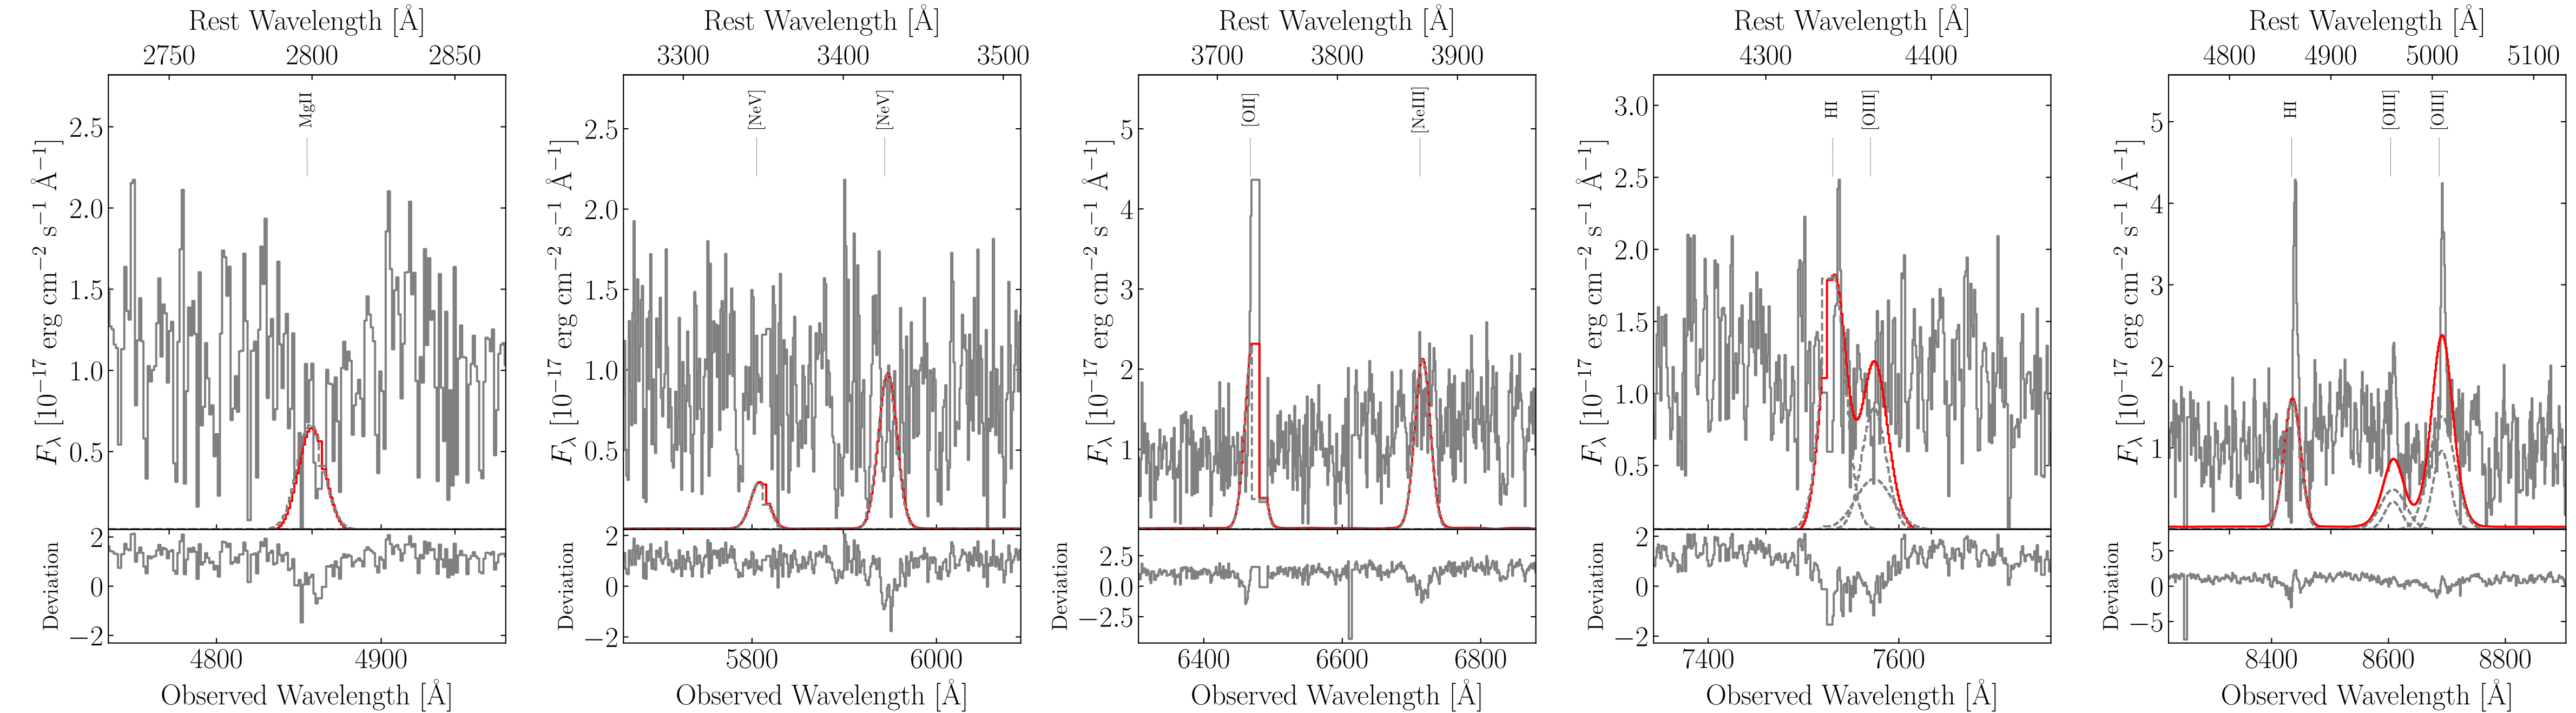 Rest Wavelength [Å]
2750 2800 2850
MgII
2.5
2.0
1.5
1.0
0.5
F_λ [10⁻¹⁷ erg cm⁻² s⁻¹ Å⁻¹]
2
0
−2
Deviation
4800 4900
Observed Wavelength [Å]
Rest Wavelength [Å]
3300 3400 3500
[NeV] [NeV]
2.5
2.0
1.5
1.0
0.5
F_λ [10⁻¹⁷ erg cm⁻² s⁻¹ Å⁻¹]
2
0
−2
Deviation
5800 6000
Observed Wavelength [Å]
Rest Wavelength [Å]
3700 3800 3900
[OII] [NeIII]
5
4
3
2
1
F_λ [10⁻¹⁷ erg cm⁻² s⁻¹ Å⁻¹]
2.5
0.0
−2.5
Deviation
6400 6600 6800
Observed Wavelength [Å]
Rest Wavelength [Å]
4300 4400
HI [OIII]
3.0
2.5
2.0
1.5
1.0
0.5
F_λ [10⁻¹⁷ erg cm⁻² s⁻¹ Å⁻¹]
2
0
−2
Deviation
7400 7600
Observed Wavelength [Å]
Rest Wavelength [Å]
4800 4900 5000 5100
HI [OIII] [OIII]
5
4
3
2
1
F_λ [10⁻¹⁷ erg cm⁻² s⁻¹ Å⁻¹]
5
0
−5
Deviation
8400 8600 8800
Observed Wavelength [Å]